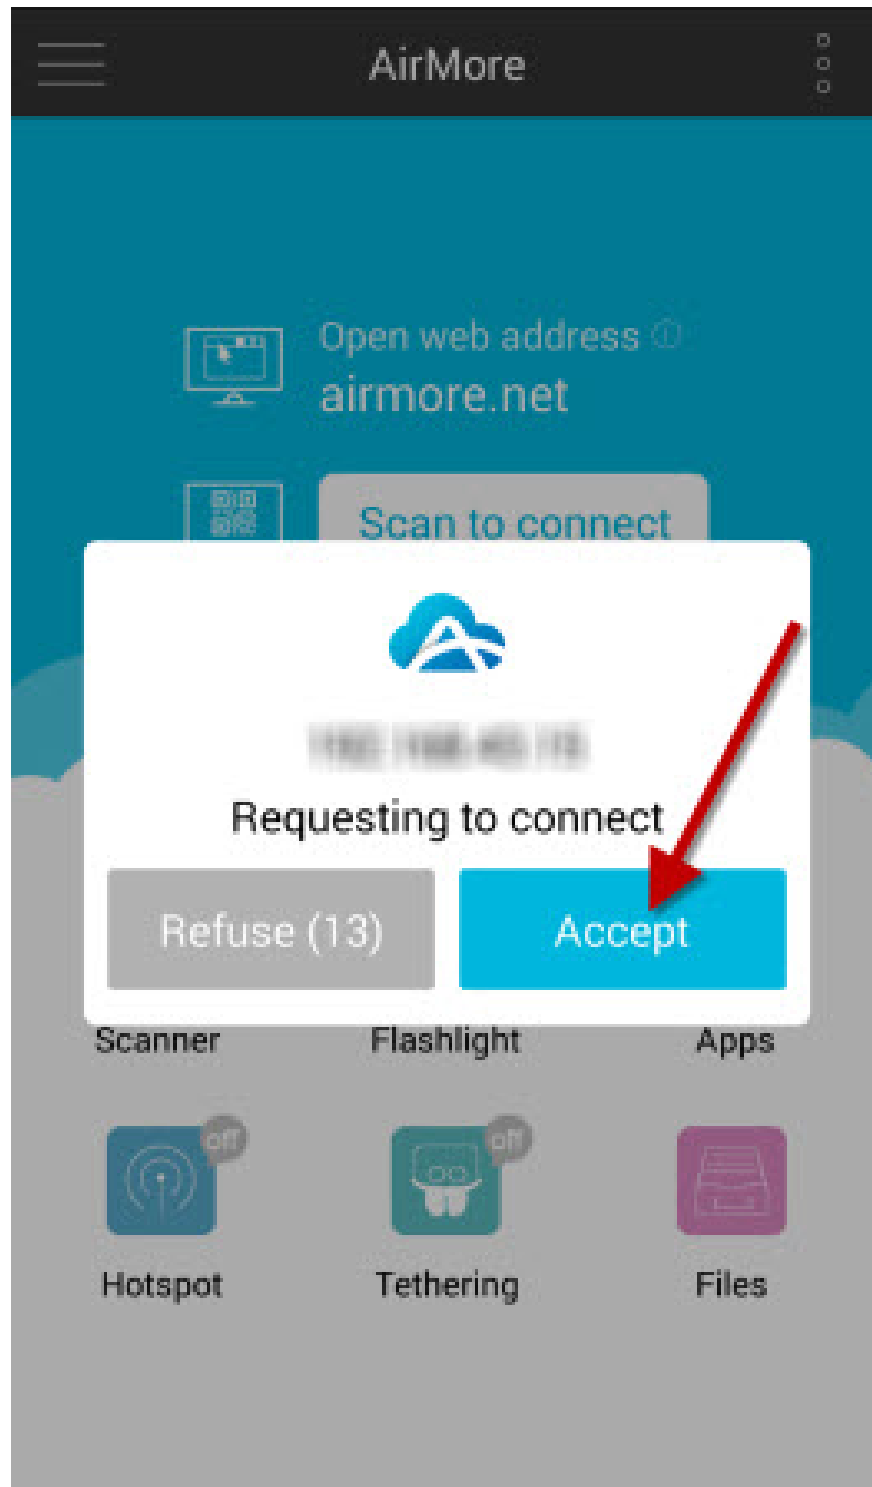 AirMore
Open web address
airmore.net
Scan to connect
Requesting to connect
Refuse (13)
Accept
Scanner
Flashlight
Apps
off
off
Hotspot
Tethering
Files